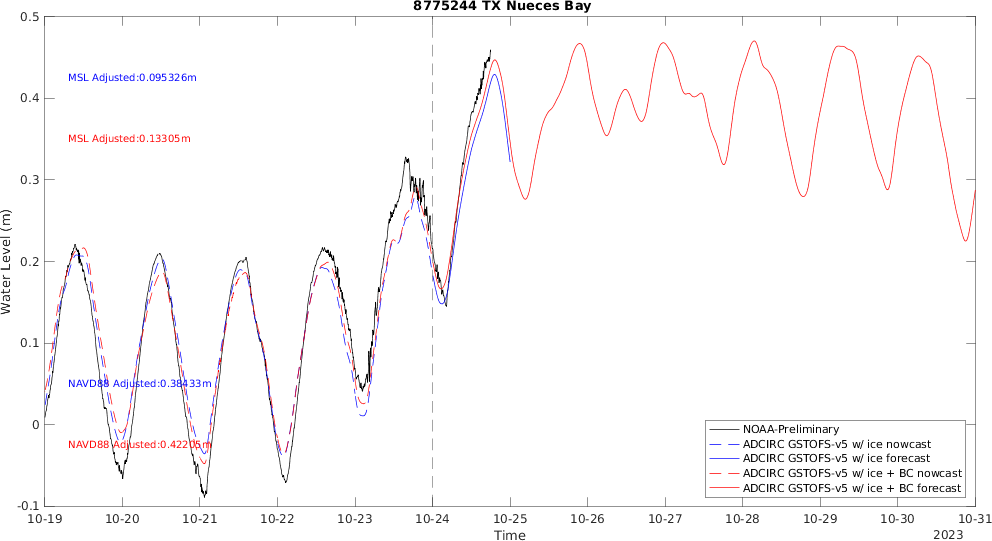 8775244 TX Nueces Bay
0.5
0.4
0.3
0.2
0.1
0
-0.1
Water Level (m)
MSL Adjusted:0.095326m
MSL Adjusted:0.13305m
NAVD88 Adjusted:0.38433m
NAVD88 Adjusted:0.42205m
NOAA-Preliminary
ADCIRC GSTOFS-v5 w/ ice nowcast
ADCIRC GSTOFS-v5 w/ ice forecast
ADCIRC GSTOFS-v5 w/ ice + BC nowcast
ADCIRC GSTOFS-v5 w/ ice + BC forecast
10-19 10-20 10-21 10-22 10-23 10-24 10-25 10-26 10-27 10-28 10-29 10-30 10-31
Time
2023